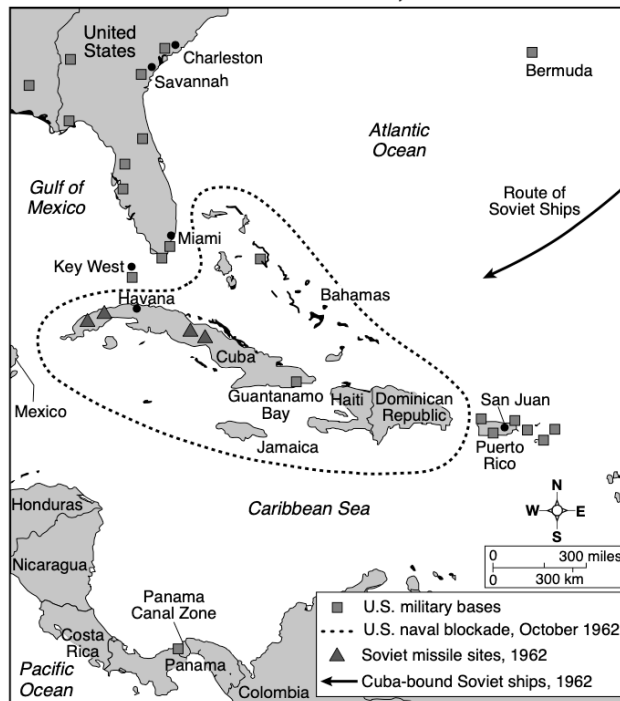 United
States
Charleston
Savannah
Bermuda
Atlantic
Ocean
Gulf of
Mexico
Route of
Soviet Ships
Miami
Key West
Havana
Bahamas
Cuba
Mexico
Guantanamo
Bay
Haiti
Dominican
Republic
San Juan
Jamaica
Puerto
Rico
N
W
E
S
Honduras
Caribbean Sea
Nicaragua
0 300 miles
0 300 km
Panama
Canal Zone
Costa
Rica
Panama
Pacific
Ocean
Colombia
U.S. military bases
U.S. naval blockade, October 1962
Soviet missile sites, 1962
Cuba-bound Soviet ships, 1962